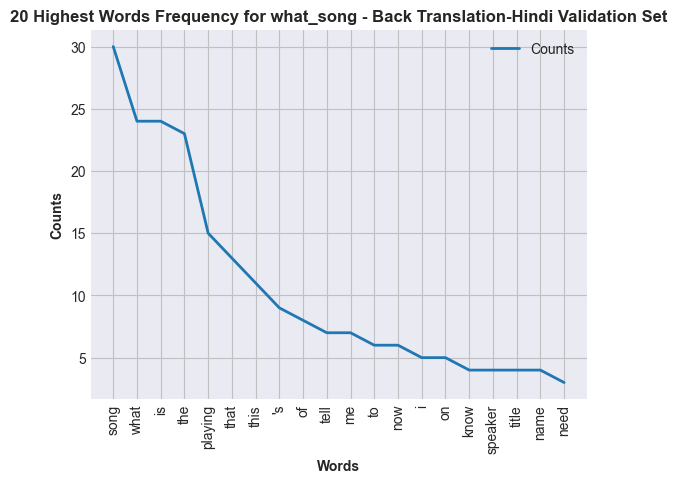 20 Highest Words Frequency for what_song - Back Translation-Hindi Validation Set
Counts
30
25
20
15
10
5
Counts
song
what
is
the
playing
that
this
's
of
tell
me
to
now
i
on
know
speaker
title
name
need
Words